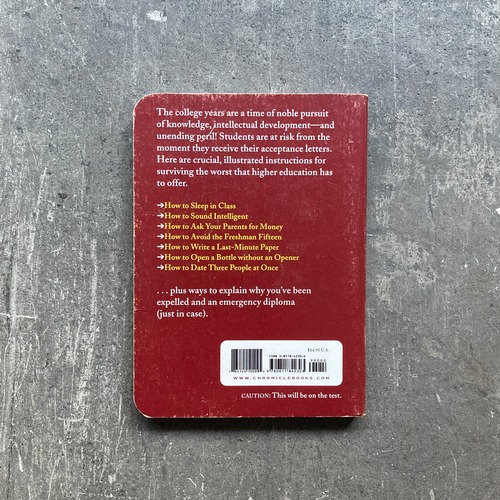 The college years are a time of noble pursuit
of knowledge, intellectual development—and
unending peril! Students are at risk from the
moment they receive their acceptance letters.
Here are crucial, illustrated instructions for
surviving the worst that higher education has
to offer.
➔How to Sleep in Class
➔How to Sound Intelligent
➔How to Ask Your Parents for Money
➔How to Avoid the Freshman Fifteen
➔How to Write a Last-Minute Paper
➔How to Open a Bottle without an Opener
➔How to Date Three People at Once
. . . plus ways to explain why you've been
expelled and an emergency diploma
(just in case).
$14.95 U.S.
90000
WWW.CHRONICLEBOOKS.COM
CAUTION: This will be on the test.